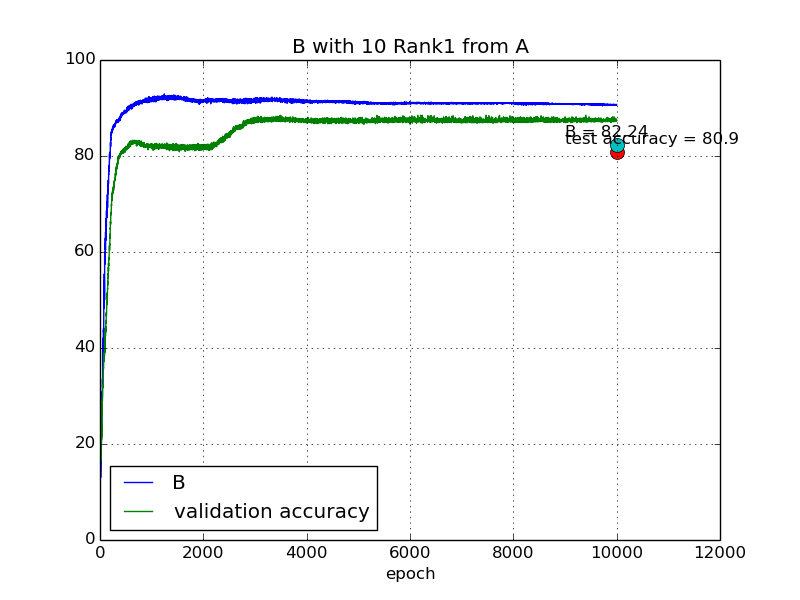 B with 10 Rank1 from A
100
80
60
40
20
0
B = 82.24
test accuracy = 80.9
B
validation accuracy
0 2000 4000 6000 8000 10000 12000
epoch